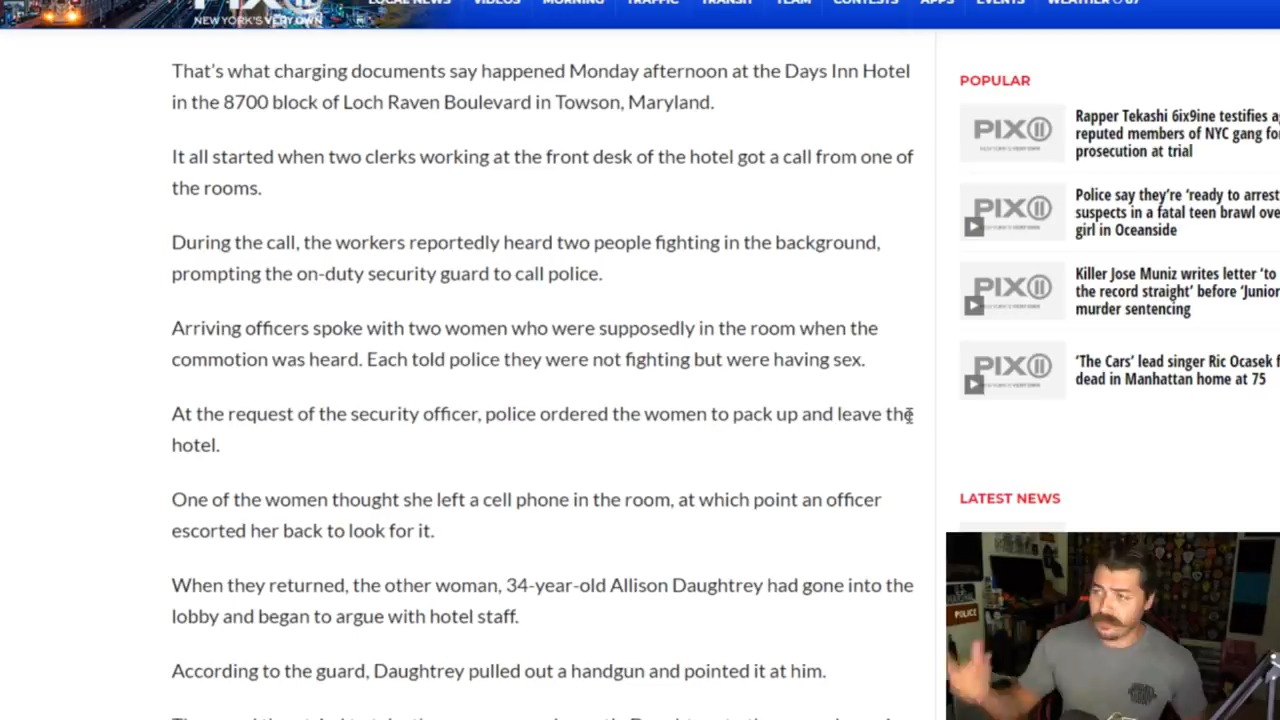 PIX11
NEW YORK'S VERY OWN
LOCAL NEWS VIDEOS MORNING TRAFFIC TRANSIT TEAM CONTESTS APPS EVENTS WEATHER
That's what charging documents say happened Monday afternoon at the Days Inn Hotel
in the 8700 block of Loch Raven Boulevard in Towson, Maryland.
It all started when two clerks working at the front desk of the hotel got a call from one of
the rooms.
During the call, the workers reportedly heard two people fighting in the background,
prompting the on-duty security guard to call police.
Arriving officers spoke with two women who were supposedly in the room when the
commotion was heard. Each told police they were not fighting but were having sex.
At the request of the security officer, police ordered the women to pack up and leave the
hotel.
One of the women thought she left a cell phone in the room, at which point an officer
escorted her back to look for it.
When they returned, the other woman, 34-year-old Allison Daughtrey had gone into the
lobby and began to argue with hotel staff.
According to the guard, Daughtrey pulled out a handgun and pointed it at him.
POPULAR
PIX11
Rapper Tekashi 6ix9ine testifies
reputed members of NYC gang
prosecution at trial
PIX11
Police say they're 'ready to arrest
suspects in a fatal teen brawl
girl in Oceanside
PIX11
Killer Jose Muniz writes letter 'to
the record straight' before 'Junior
murder sentencing
PIX11
'The Cars' lead singer Ric Ocasek
dead in Manhattan home at 75
LATEST NEWS
POLICE